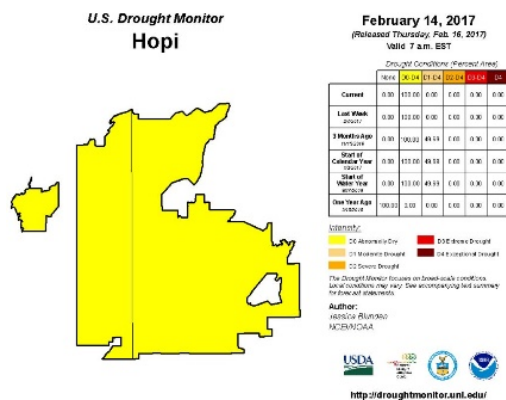 U.S. Drought Monitor
Hopi
February 14, 2017
(Released Thursday, Feb. 16, 2017)
Valid 7 a.m. EST
Drought Conditions (Percent Area)
None D0-D4 D1-D4 D2-D4 D3-D4 D4
Current 0.00 100.00 0.00 0.00 0.00 0.00
Last Week 0.00 100.00 0.00 0.00 0.00 0.00
3 Months Ago 0.00 100.00 49.69 0.00 0.00 0.00
Start of Calendar Year 0.00 100.00 49.69 0.00 0.00 0.00
Start of Water Year 0.00 100.00 49.69 0.00 0.00 0.00
One Year Ago 100.00 0.00 0.00 0.00 0.00 0.00
Intensity:
D0 Abnormally Dry D3 Extreme Drought
D1 Moderate Drought D4 Exceptional Drought
D2 Severe Drought
The Drought Monitor focuses on broad-scale conditions.
Local conditions may vary. See accompanying text summary
for forecast statements.
Author:
Jessica Blunden
NCEI/NOAA
USDA
http://droughtmonitor.unl.edu/